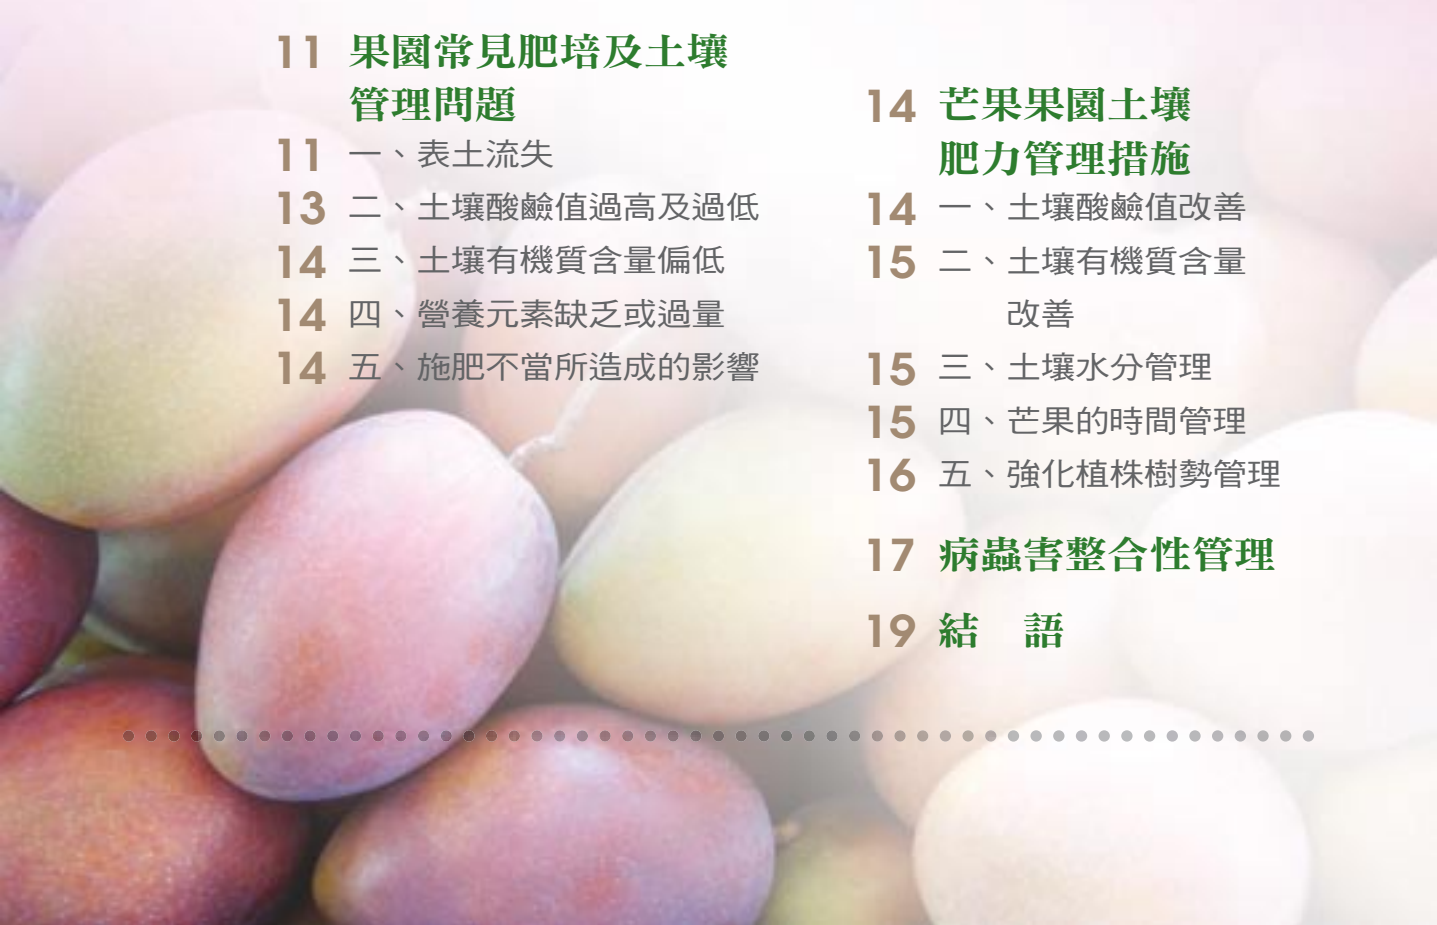 11 果園常見肥培及土壤
管理問題
11 一、表土流失
13 二、土壤酸鹼值過高及過低
14 三、土壤有機質含量偏低
14 四、營養元素缺乏或過量
14 五、施肥不當所造成的影響
14 芒果果園土壤
肥力管理措施
14 一、土壤酸鹼值改善
15 二、土壤有機質含量
改善
15 三、土壤水分管理
15 四、芒果的時間管理
16 五、強化植株樹勢管理
17 病蟲害整合性管理
19 結　語